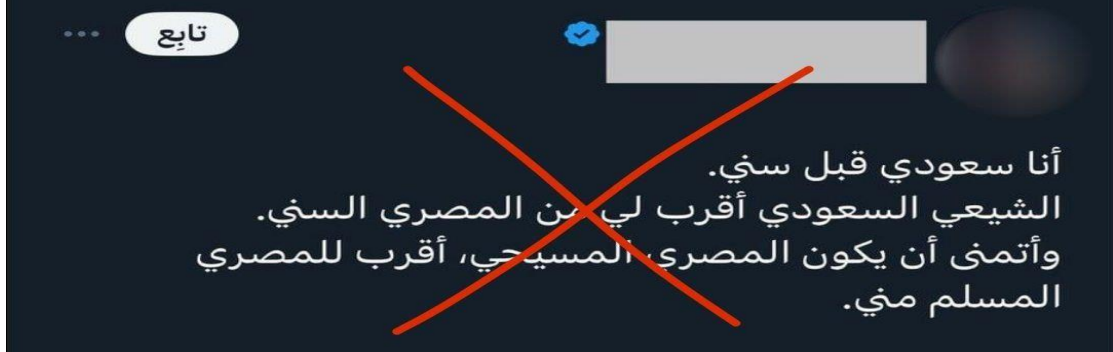 تابِع
أنا سعودي قبل سني.
الشيعي السعودي أقرب لي من المصري السني.
وأتمنى أن يكون المصري المسيحي، أقرب للمصري
المسلم مني.